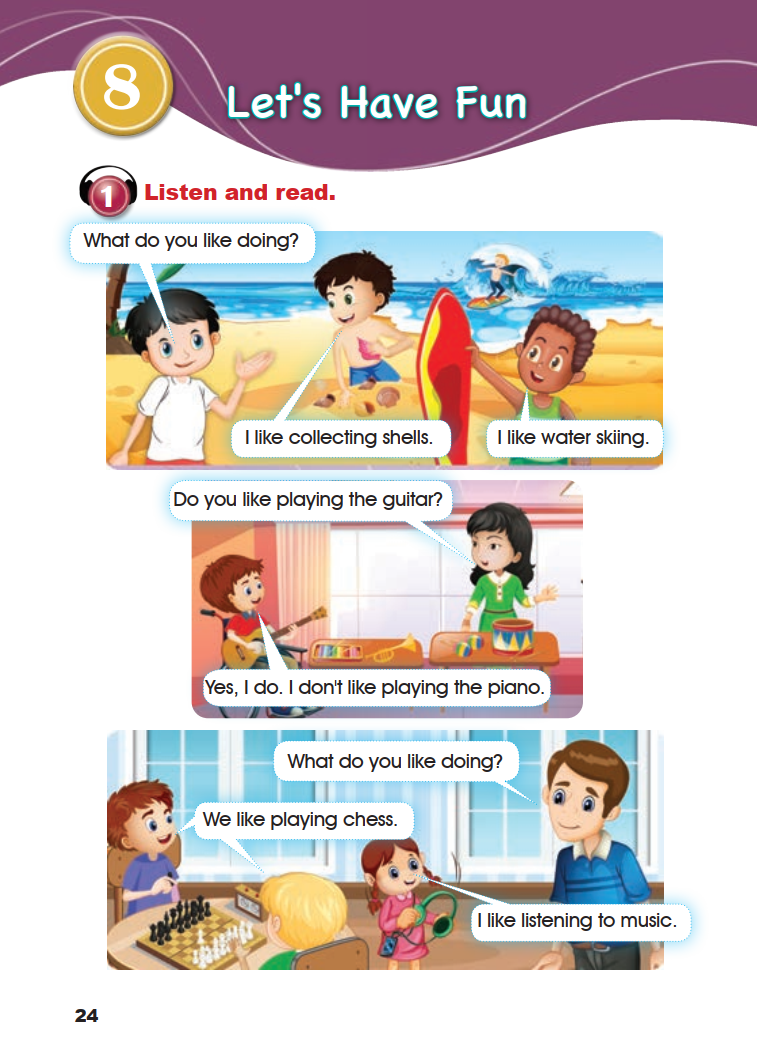 8
Let's Have Fun
1 Listen and read.
What do you like doing?
I like collecting shells.
I like water skiing.
Do you like playing the guitar?
Yes, I do. I don't like playing the piano.
What do you like doing?
We like playing chess.
I like listening to music.
24